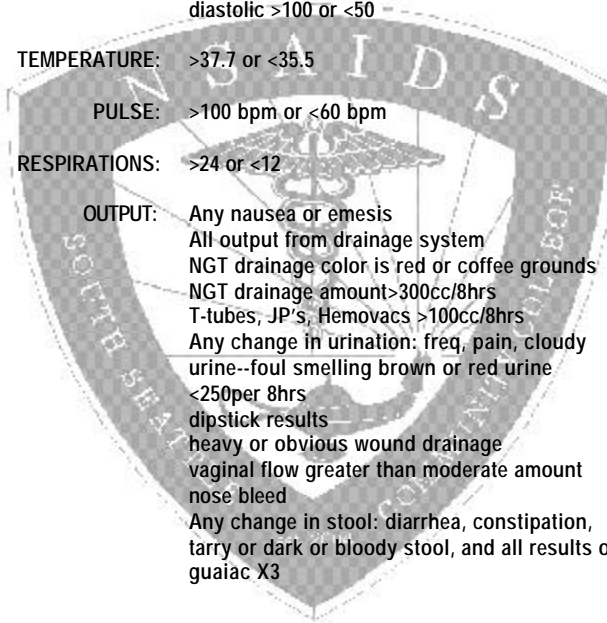 diastolic >100 or <50
TEMPERATURE: >37.7 or <35.5
PULSE: >100 bpm or <60 bpm
RESPIRATIONS: >24 or <12
OUTPUT: Any nausea or emesis
All output from drainage system
NGT drainage color is red or coffee grounds
NGT drainage amount>300cc/8hrs
T-tubes, JP's, Hemovacs >100cc/8hrs
Any change in urination: freq, pain, cloudy
urine--foul smelling brown or red urine
<250per 8hrs
dipstick results
heavy or obvious wound drainage
vaginal flow greater than moderate amount
nose bleed
Any change in stool: diarrhea, constipation,
tarry or dark or bloody stool, and all results
guaiac X3
NSAIDS
SOUTH
COMMUNITY COLLEGE